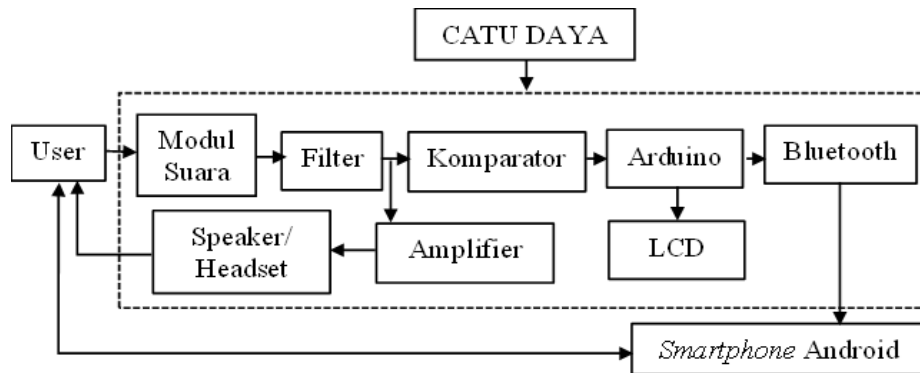 CATU DAYA
User
Modul
Suara
Filter
Komparator
Arduino
Bluetooth
Speaker/
Headset
Amplifier
LCD
Smartphone Android